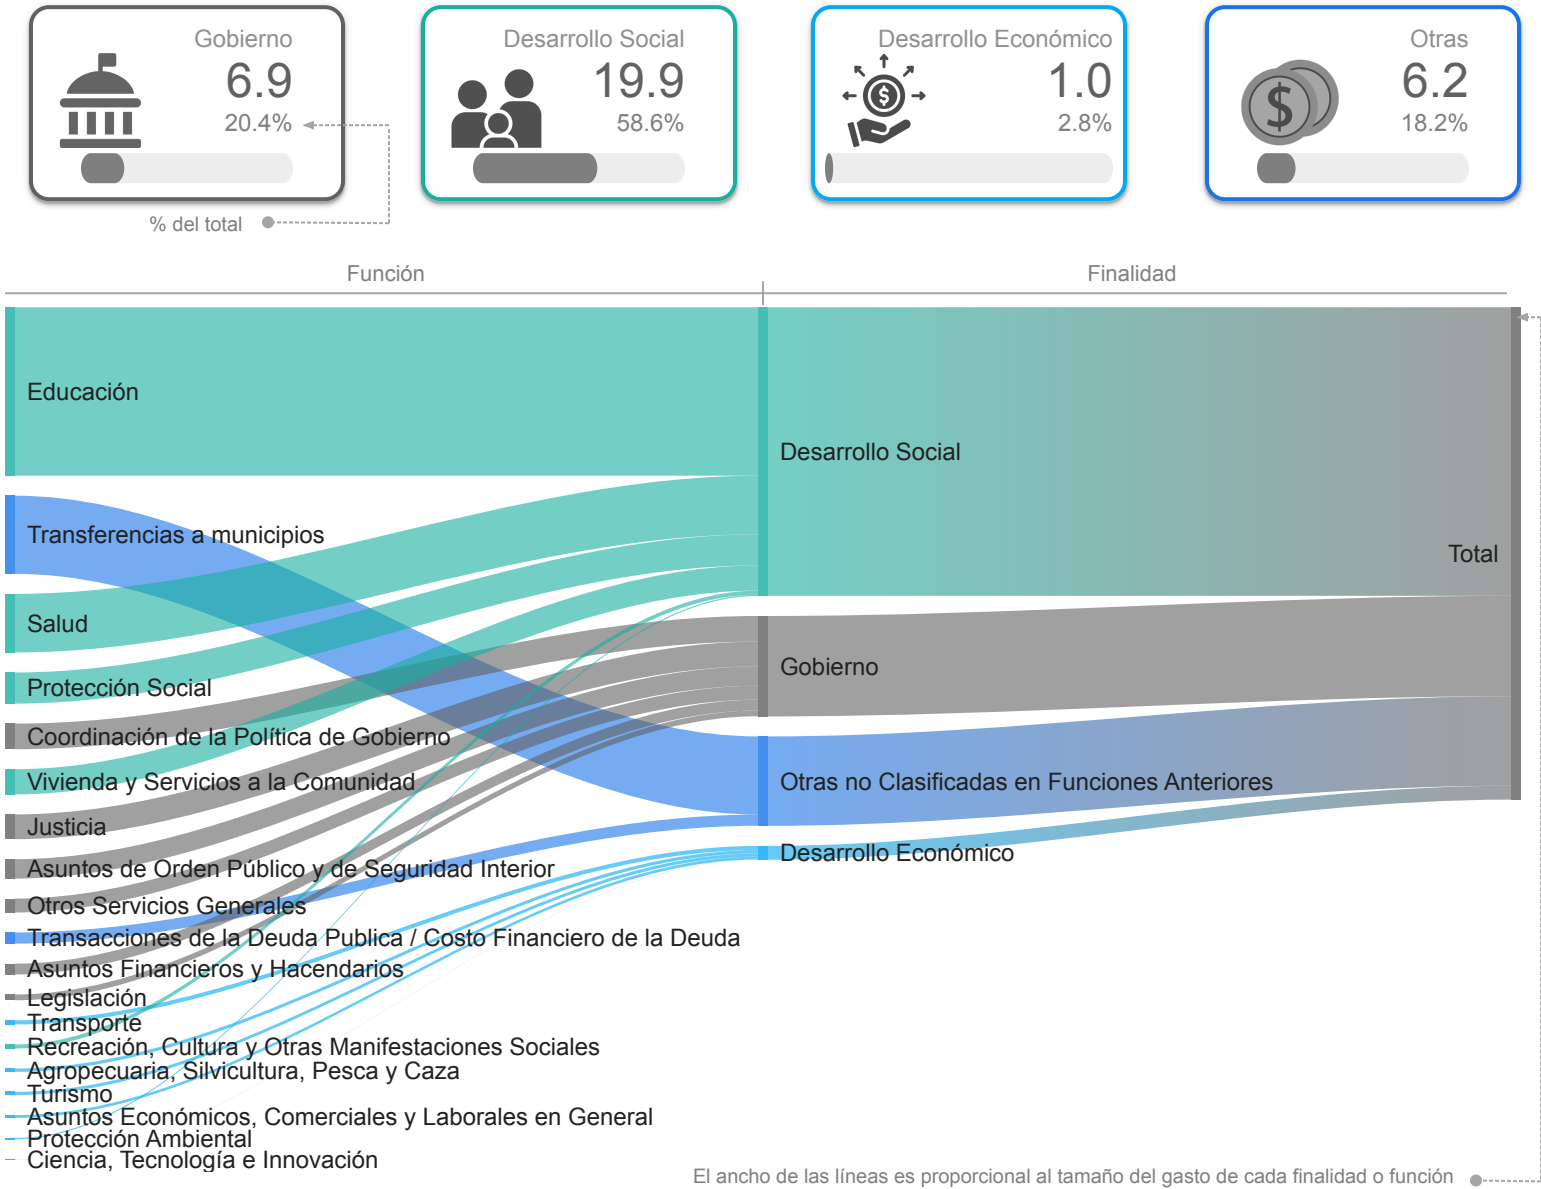 Gobierno
6.9
20.4%
Desarrollo Social
19.9
58.6%
Desarrollo Económico
$
1.0
2.8%
Otras
$
6.2
18.2%
% del total
Función
Finalidad
Educación
Desarrollo Social
Transferencias a municipios
Total
Salud
Gobierno
Protección Social
Coordinación de la Política de Gobierno
Vivienda y Servicios a la Comunidad
Otras no Clasificadas en Funciones Anteriores
Justicia
Desarrollo Económico
Asuntos de Orden Público y de Seguridad Interior
Otros Servicios Generales
Transacciones de la Deuda Publica / Costo Financiero de la Deuda
Asuntos Financieros y Hacendarios
Legislación
Transporte
Recreación, Cultura y Otras Manifestaciones Sociales
Agropecuaria, Silvicultura, Pesca y Caza
Turismo
Asuntos Económicos, Comerciales y Laborales en General
Protección Ambiental
Ciencia, Tecnología e Innovación
El ancho de las líneas es proporcional al tamaño del gasto de cada finalidad o función